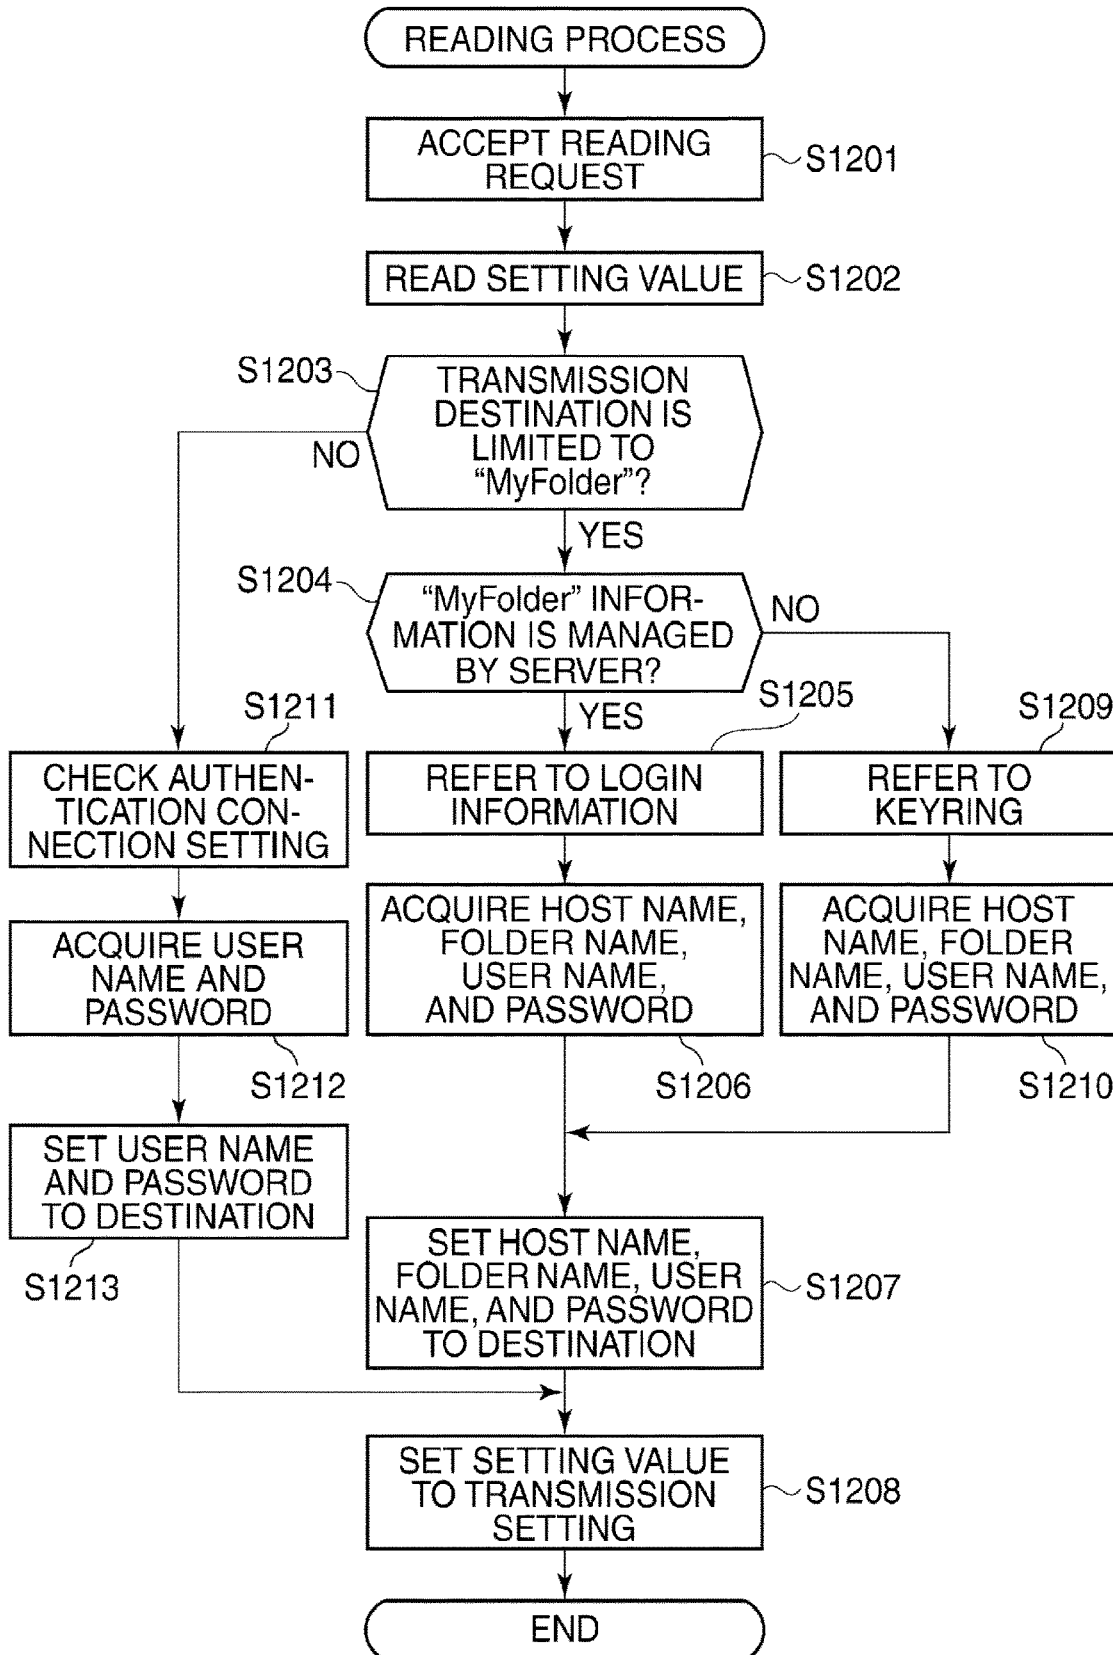 READING PROCESS
ACCEPT READING
REQUEST
S1201
READ SETTING VALUE
S1202
S1203
TRANSMISSION
DESTINATION IS
LIMITED TO
“MyFolder”?
NO
YES
S1204
“MyFolder” INFOR-
MATION IS MANAGED
BY SERVER?
NO
YES
S1205
S1211
S1209
CHECK AUTHEN-
TICATION CON-
NECTION SETTING
REFER TO LOGIN
INFORMATION
REFER TO
KEYRING
ACQUIRE USER
NAME AND
PASSWORD
S1212
ACQUIRE HOST NAME,
FOLDER NAME,
USER NAME,
AND PASSWORD
S1206
ACQUIRE HOST
NAME, FOLDER
NAME, USER NAME,
AND PASSWORD
S1210
SET USER NAME
AND PASSWORD
TO DESTINATION
S1213
SET HOST NAME,
FOLDER NAME, USER
NAME, AND PASSWORD
TO DESTINATION
S1207
SET SETTING VALUE
TO TRANSMISSION
SETTING
S1208
END